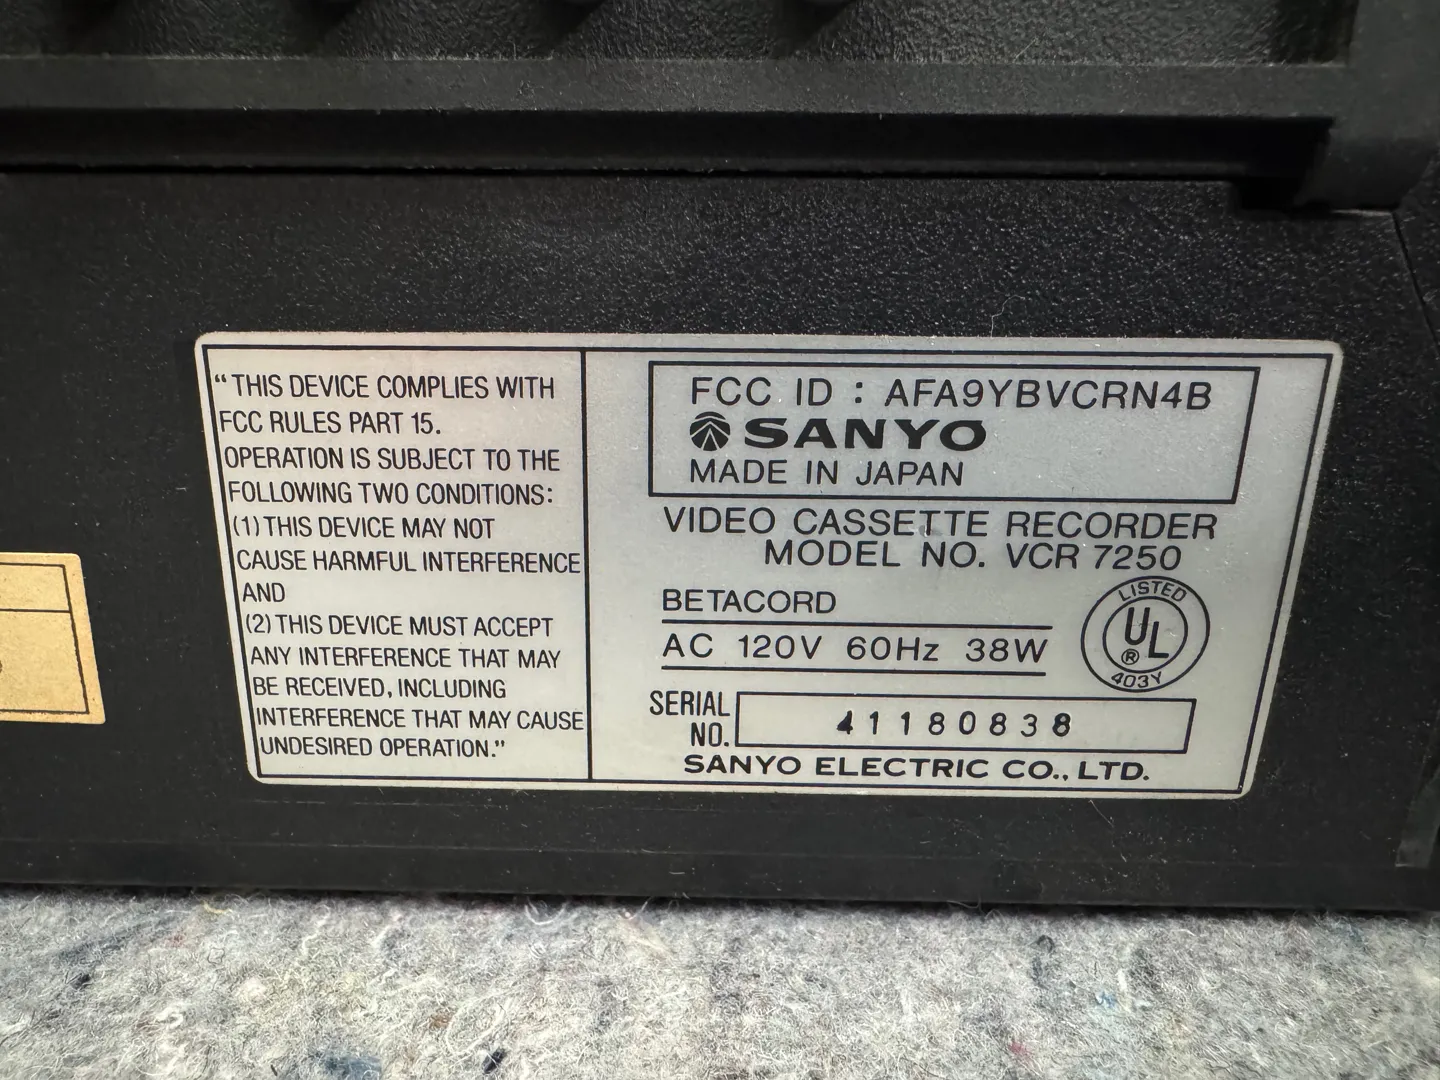 “THIS DEVICE COMPLIES WITH
FCC RULES PART 15.
OPERATION IS SUBJECT TO THE
FOLLOWING TWO CONDITIONS:
(1) THIS DEVICE MAY NOT
CAUSE HARMFUL INTERFERENCE
AND
(2) THIS DEVICE MUST ACCEPT
ANY INTERFERENCE THAT MAY
BE RECEIVED, INCLUDING
INTERFERENCE THAT MAY CAUSE
UNDESIRED OPERATION.”
FCC ID : AFA9YBVCRN4B
SANYO
MADE IN JAPAN
VIDEO CASSETTE RECORDER
MODEL NO. VCR 7250
BETACORD
AC 120V 60Hz 38W
LISTED
UL
®
403Y
SERIAL
NO.
41180838
SANYO ELECTRIC CO., LTD.